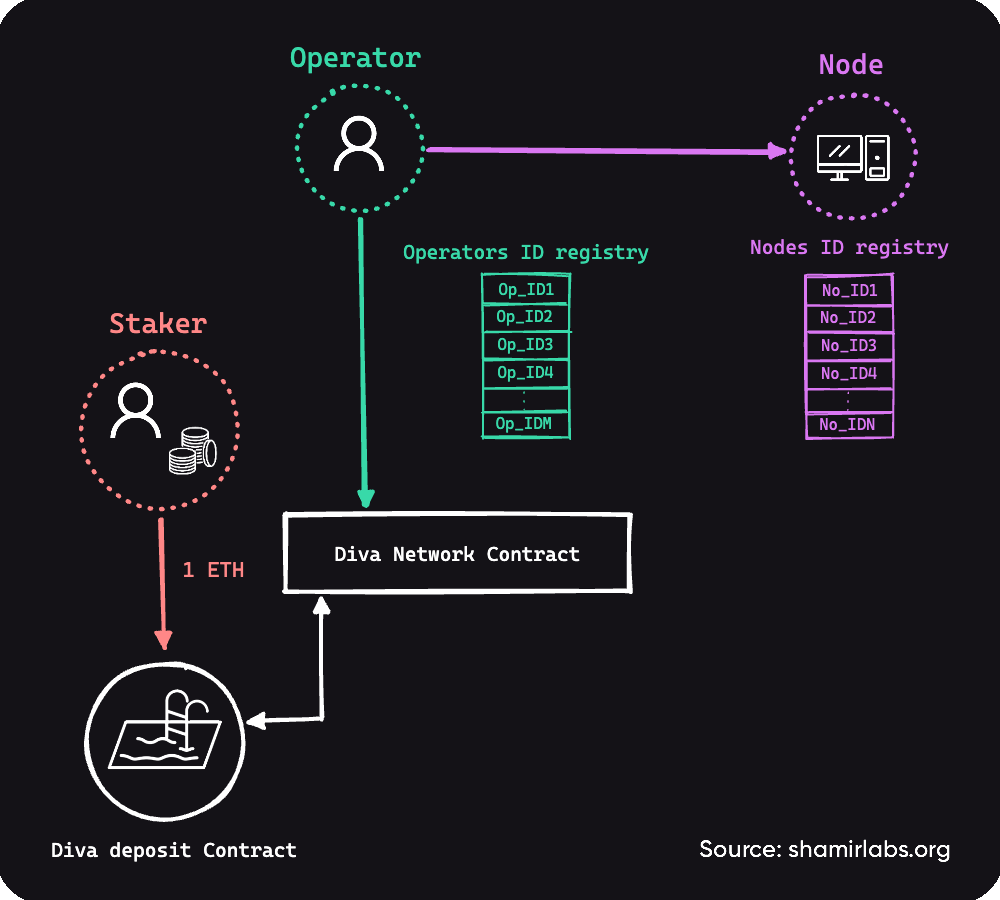 Operator
Node
Operators ID registry
Nodes ID registry
Op_ID1
Op_ID2
Op_ID3
Op_ID4
⋮
Op_IDM
No_ID1
No_ID2
No_ID3
No_ID4
⋮
No_IDN
Staker
1 ETH
Diva Network Contract
Diva deposit Contract
Source: shamirlabs.org